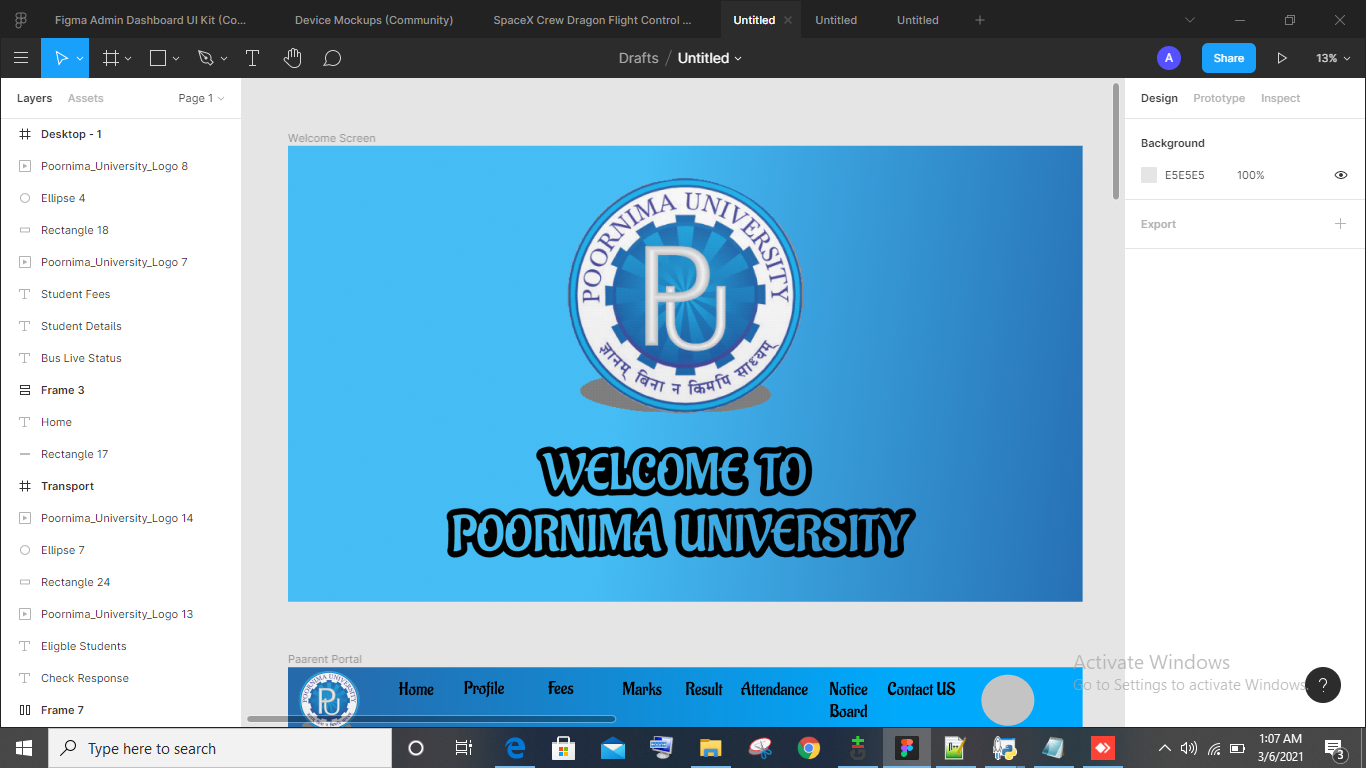 Figma Admin Dashboard UI Kit (Co...
Device Mockups (Community)
SpaceX Crew Dragon Flight Control ...
Untitled
Untitled
Untitled
Drafts / Untitled
A
Share
13%
Layers
Assets
Page 1
Desktop - 1
Poornima_University_Logo 8
Ellipse 4
Rectangle 18
Poornima_University_Logo 7
Student Fees
Student Details
Bus Live Status
Frame 3
Home
Rectangle 17
Transport
Poornima_University_Logo 14
Ellipse 7
Rectangle 24
Poornima_University_Logo 13
Eligble Students
Check Response
Frame 7
Welcome Screen
POORNIMA UNIVERSITY
PU
ज्ञानम् विना न किमपि साध्यम्
WELCOME TO
POORNIMA UNIVERSITY
Paarent Portal
POORNIMA UNIVERSITY
Home
Profile
Fees
Marks
Result
Attendance
Notice
Board
Contact US
Design
Prototype
Inspect
Background
E5E5E5
100%
Export
Activate Windows
Go to Settings to activate Windows.
?
Type here to search
1:07 AM
3/6/2021
3